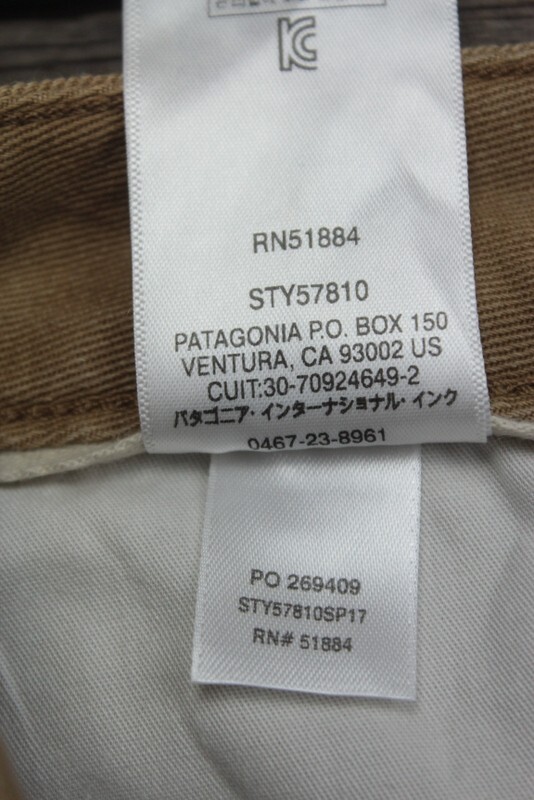 RN51884
STY57810
PATAGONIA P.O. BOX 150
VENTURA, CA 93002 US
CUIT:30-70924649-2
パタゴニア・インターナショナル・インク
0467-23-8961
PO 269409
STY57810SP17
RN# 51884